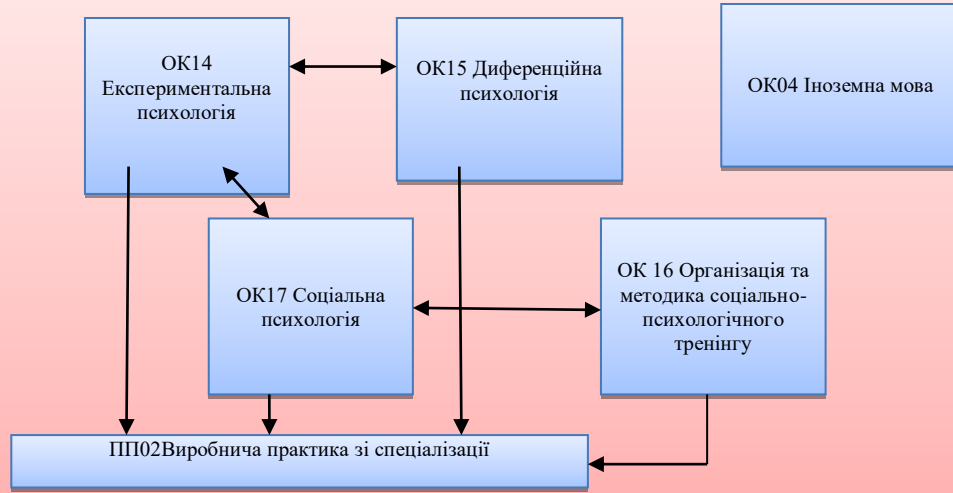 ОК14
Експериментальна
психологія
ОК15 Диференційна
психологія
ОК04 Іноземна мова
ОК17 Соціальна
психологія
ОК 16 Організація та
методика соціально-
психологічного
тренінгу
ПП02Виробнича практика зі спеціалізації